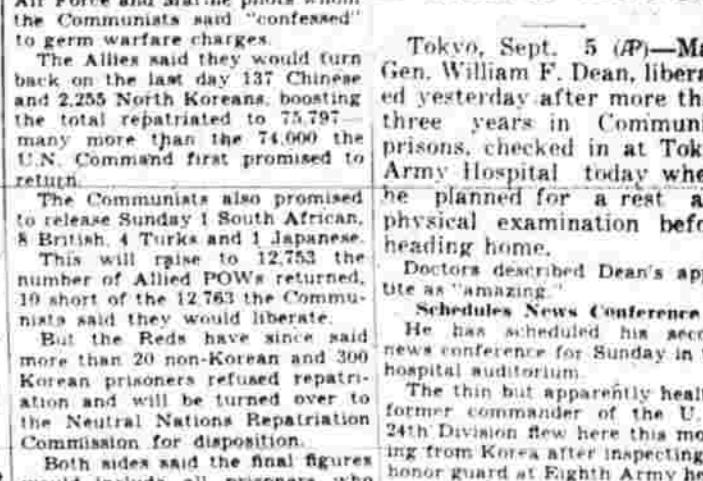 Air Force and Marine pilots whom
the Communists said "confessed"
to germ warfare charges.
The Allies said they would turn
back on the last day 137 Chinese
and 2,255 North Koreans, boosting
the total repatriated to 75,797—
many more than the 74,000 the
U.N. Command first promised to
return.
The Communists also promised
to release Sunday 1 South African,
8 British, 4 Turks and 1 Japanese.
This will raise to 12,753 the
number of Allied POWs returned,
10 short of the 12,763 the Commu-
nists said they would liberate.
But the Reds have since said
more than 20 non-Korean and 300
Korean prisoners refused repatri-
ation and will be turned over to
the Neutral Nations Repatriation
Commission for disposition.
Both sides said the final figures
would include all prisoners who
Tokyo, Sept. 5 (AP)—Ma
Gen. William F. Dean, libera
ed yesterday after more tha
three years in Communi
prisons, checked in at Tok
Army Hospital today whe
he planned for a rest a
physical examination befo
heading home.
Doctors described Dean's app
tite as "amazing."
Schedules News Conference
He has scheduled his seco
news conference for Sunday in
hospital auditorium.
The thin but apparently healt
former commander of the U.
24th Division flew here this mo
ing from Korea after inspecting
honor guard at Eighth Army he